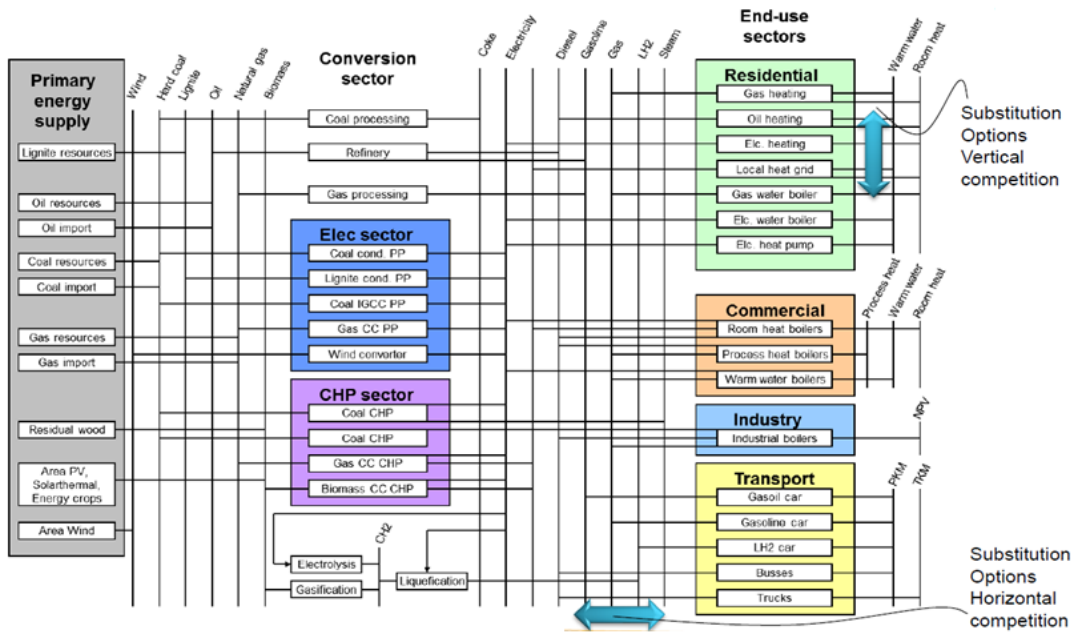 Primary
energy
supply
Lignite resources
Oil resources
Oil import
Coal resources
Coal import
Gas resources
Gas import
Residual wood
Area PV,
Solarthermal,
Energy crops
Area Wind
Wind
Hard coal
Lignite
Oil
Natural gas
Biomass
Conversion
sector
Coal processing
Refinery
Gas processing
Elec sector
Coal cond. PP
Lignite cond. PP
Coal IGCC PP
Gas CC PP
Wind convertor
CHP sector
Coal CHP
Coal CHP
Gas CC CHP
Biomass CC CHP
Electrolysis
Gasification
CH2
Liquefication
Coke
Electricity
Diesel
Gasoline
Gas
LH2
Steam
End-use
sectors
Warm water
Room heat
Residential
Gas heating
Oil heating
Elc. heating
Local heat grid
Gas water boiler
Elc. water boiler
Elc. heat pump
Process heat
Warm water
Room heat
Commercial
Room heat boilers
Process heat boilers
Warm water boilers
NPV
Industry
Industrial boilers
PKM
TKM
Transport
Gasoil car
Gasoline car
LH2 car
Busses
Trucks
Substitution
Options
Vertical
competition
Substitution
Options
Horizontal
competition